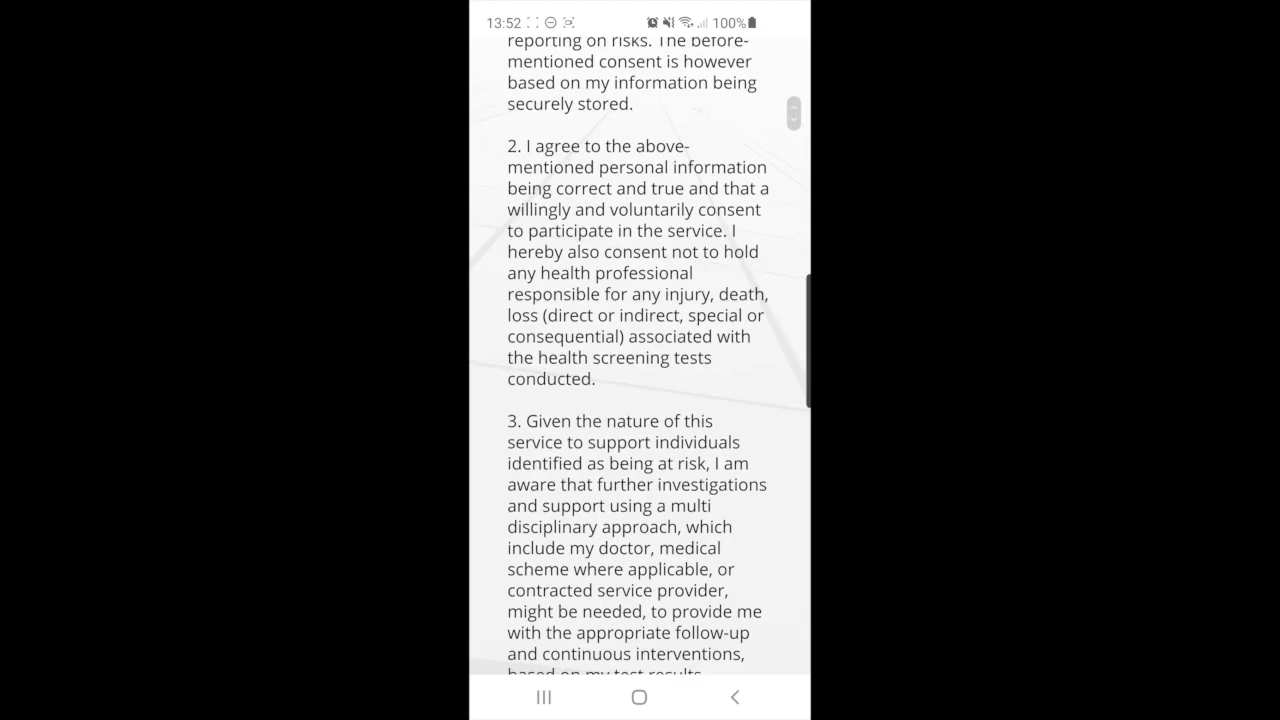 13:52
100%
reporting on risks. The before-
mentioned consent is however
based on my information being
securely stored.
2. I agree to the above-
mentioned personal information
being correct and true and that a
willingly and voluntarily consent
to participate in the service. I
hereby also consent not to hold
any health professional
responsible for any injury, death,
loss (direct or indirect, special or
consequential) associated with
the health screening tests
conducted.
3. Given the nature of this
service to support individuals
identified as being at risk, I am
aware that further investigations
and support using a multi
disciplinary approach, which
include my doctor, medical
scheme where applicable, or
contracted service provider,
might be needed, to provide me
with the appropriate follow-up
and continuous interventions,
based on my test results